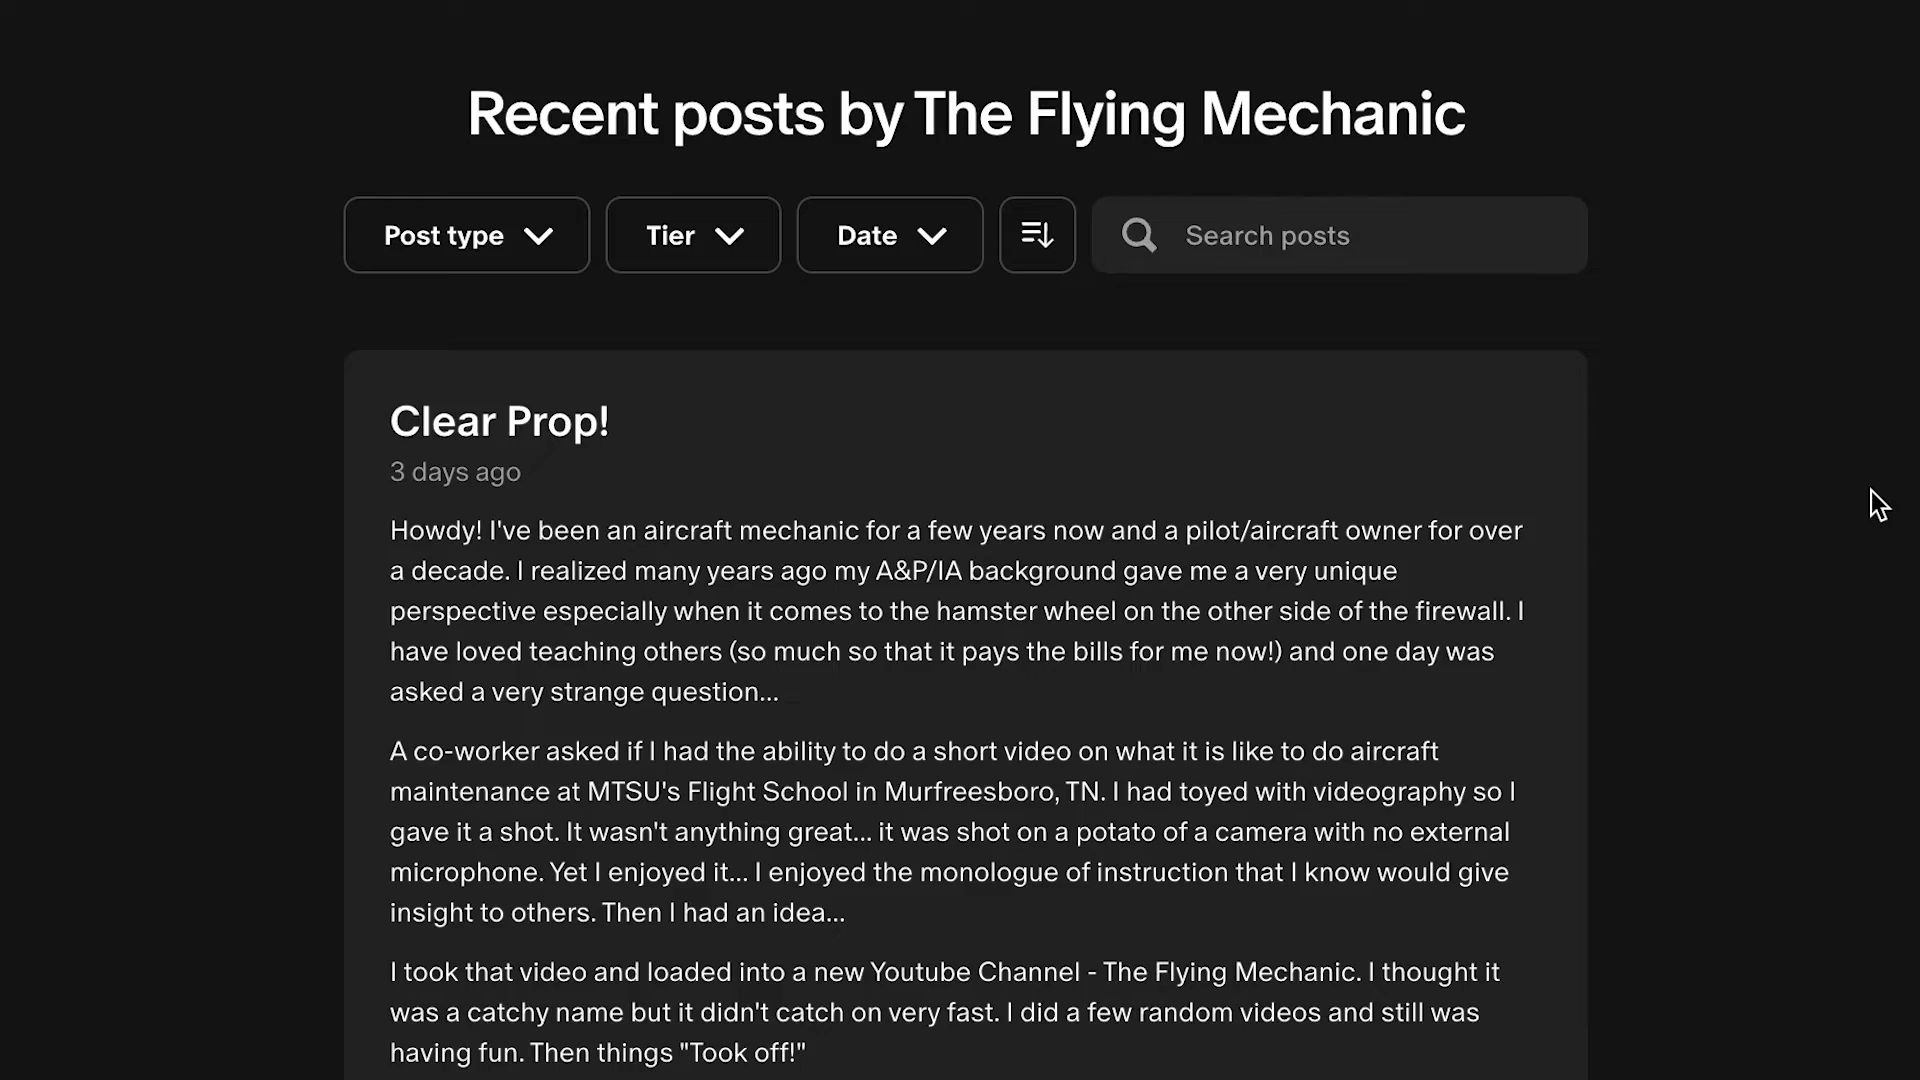 Recent posts by The Flying Mechanic
Post type
Tier
Date
Search posts
Clear Prop!
3 days ago
Howdy! I've been an aircraft mechanic for a few years now and a pilot/aircraft owner for over
a decade. I realized many years ago my A&P/IA background gave me a very unique
perspective especially when it comes to the hamster wheel on the other side of the firewall. I
have loved teaching others (so much so that it pays the bills for me now!) and one day was
asked a very strange question...
A co-worker asked if I had the ability to do a short video on what it is like to do aircraft
maintenance at MTSU's Flight School in Murfreesboro, TN. I had toyed with videography so I
gave it a shot. It wasn't anything great... it was shot on a potato of a camera with no external
microphone. Yet I enjoyed it... I enjoyed the monologue of instruction that I know would give
insight to others. Then I had an idea...
I took that video and loaded into a new Youtube Channel - The Flying Mechanic. I thought it
was a catchy name but it didn't catch on very fast. I did a few random videos and still was
having fun. Then things "Took off!"